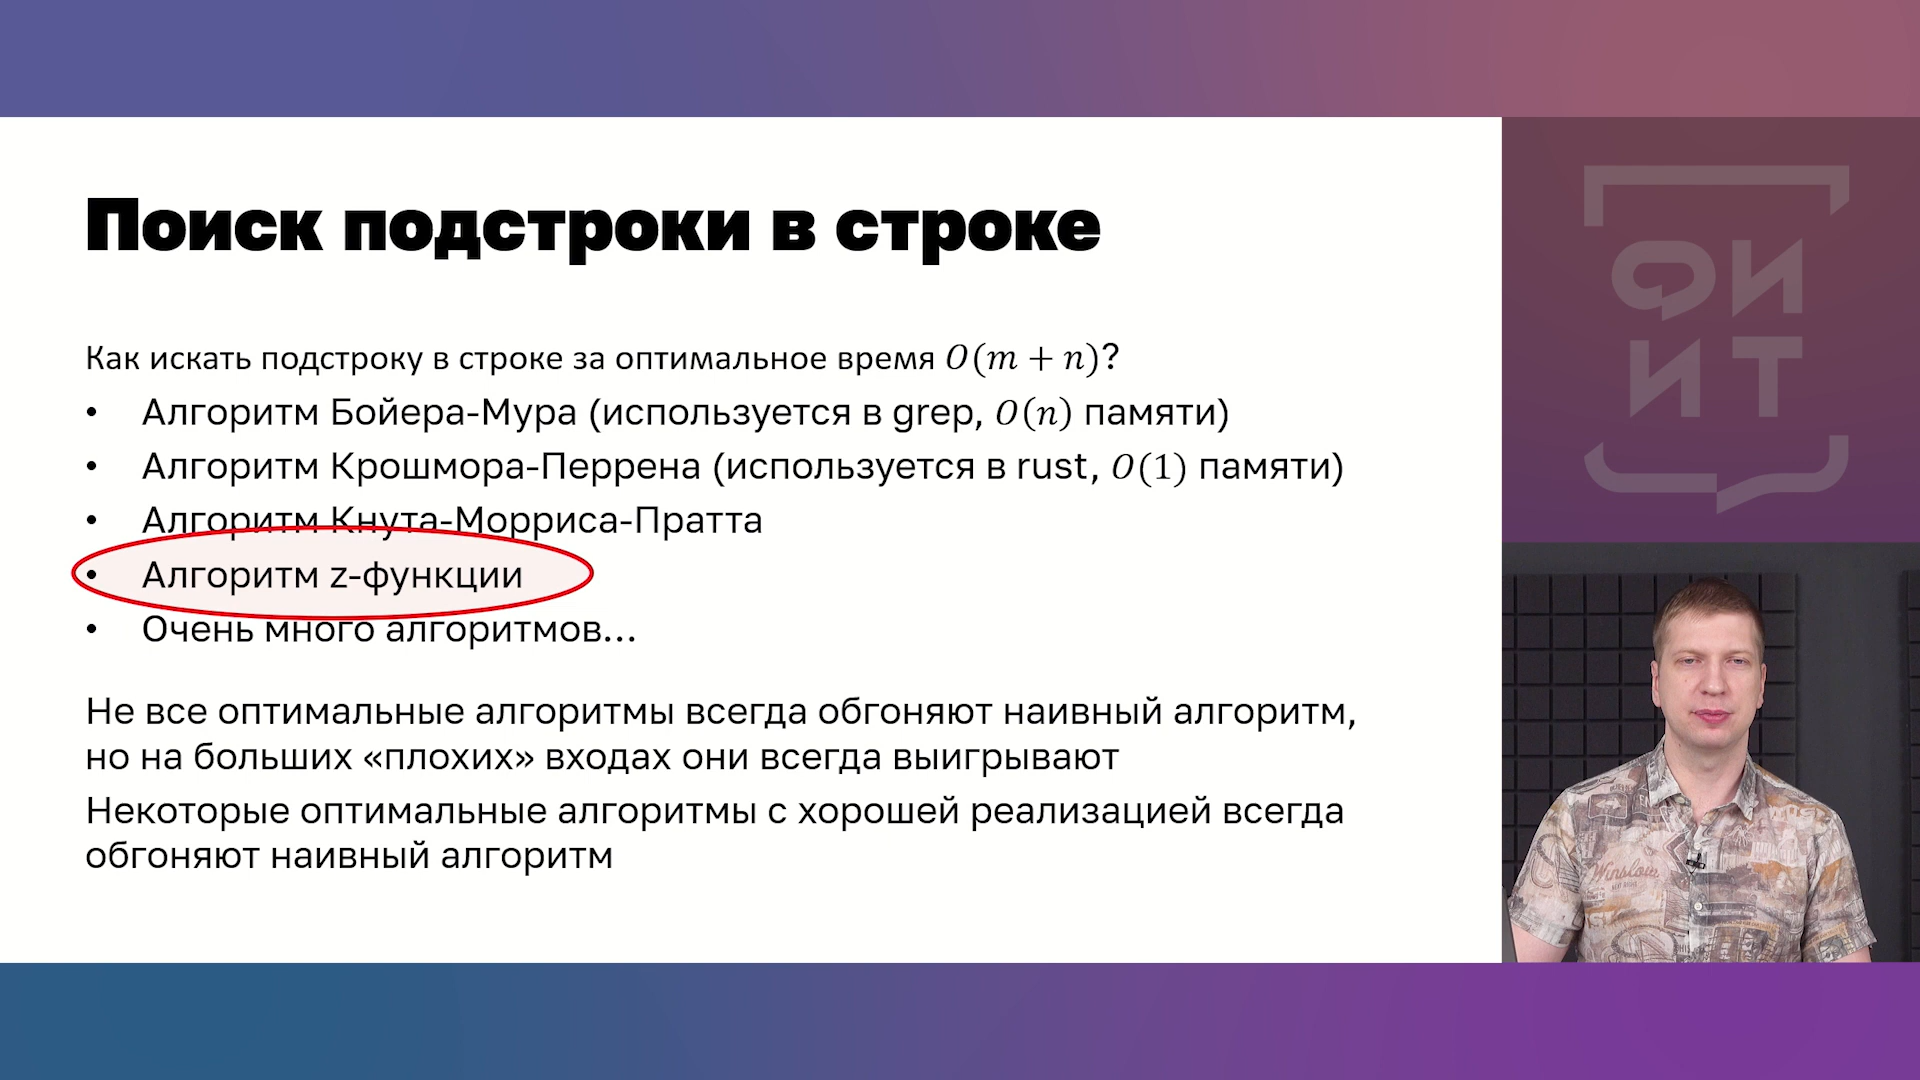 Поиск подстроки в строке
Как искать подстроку в строке за оптимальное время O(m + n)?
• Алгоритм Бойера-Мура (используется в grep, O(n) памяти)
• Алгоритм Крошмора-Перрена (используется в rust, O(1) памяти)
• Алгоритм Кнута-Морриса-Пратта
• Алгоритм z-функции
• Очень много алгоритмов...
Не все оптимальные алгоритмы всегда обгоняют наивный алгоритм,
но на больших «плохих» входах они всегда выигрывают
Некоторые оптимальные алгоритмы с хорошей реализацией всегда
обгоняют наивный алгоритм
ФИ
ИТ
Winslow